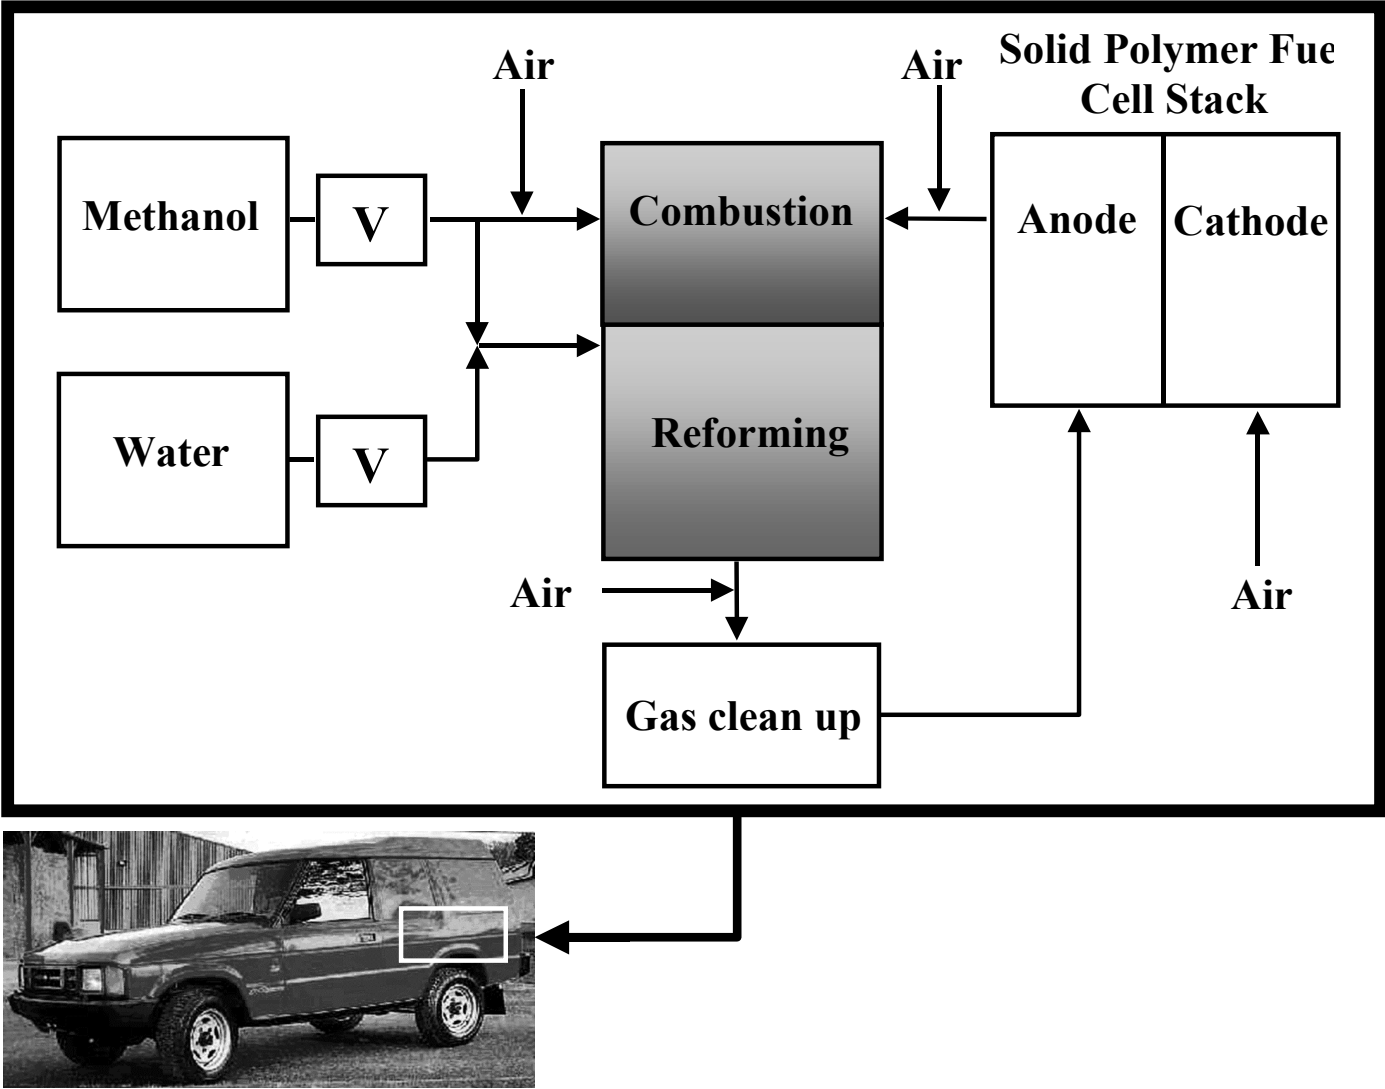 Air
Air
Solid Polymer Fue
Cell Stack
Methanol
V
Combustion
Anode
Cathode
Water
V
Reforming
Air
Air
Gas clean up